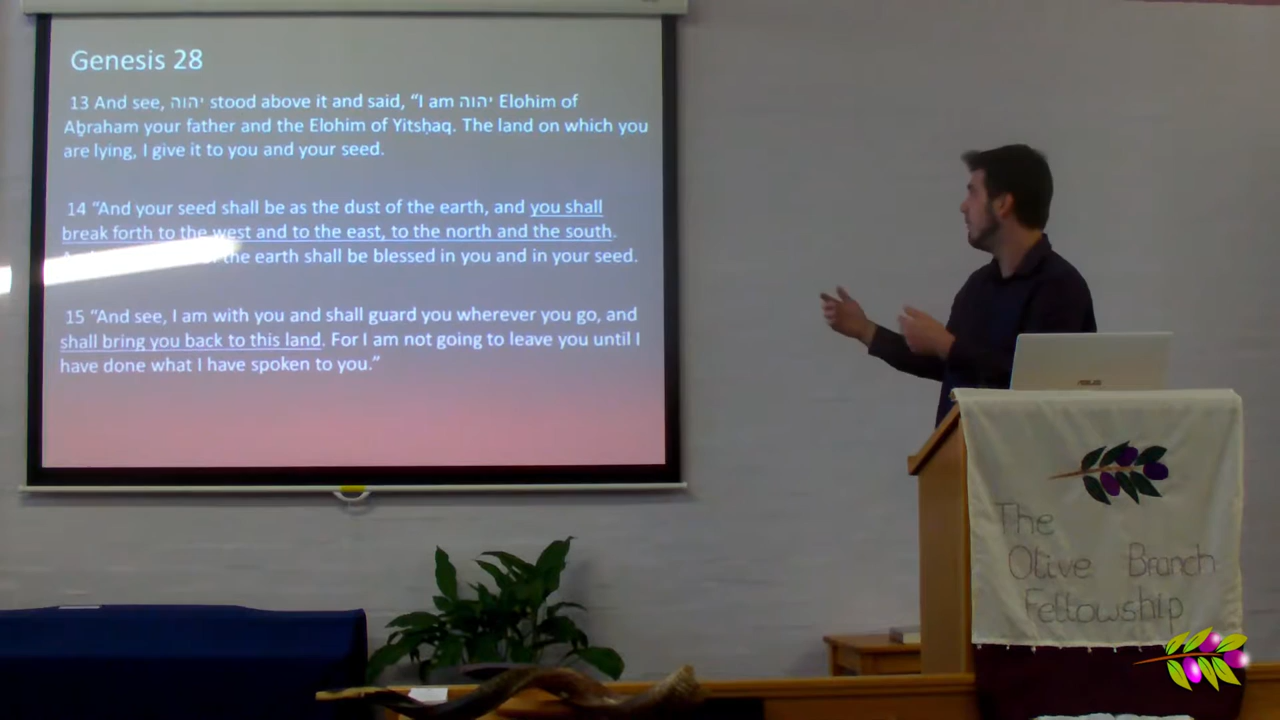 Genesis 28
13 And see, יהוה stood above it and said, “I am יהוה Elohim of
Aḇraham your father and the Elohim of Yitsḥaq. The land on which you
are lying, I give it to you and your seed.
14 “And your seed shall be as the dust of the earth, and you shall
break forth to the west and to the east, to the north and the south.
the earth shall be blessed in you and in your seed.
15 “And see, I am with you and shall guard you wherever you go, and
shall bring you back to this land. For I am not going to leave you until I
have done what I have spoken to you.”
ASUS
The
Olive Branch
Fellowship